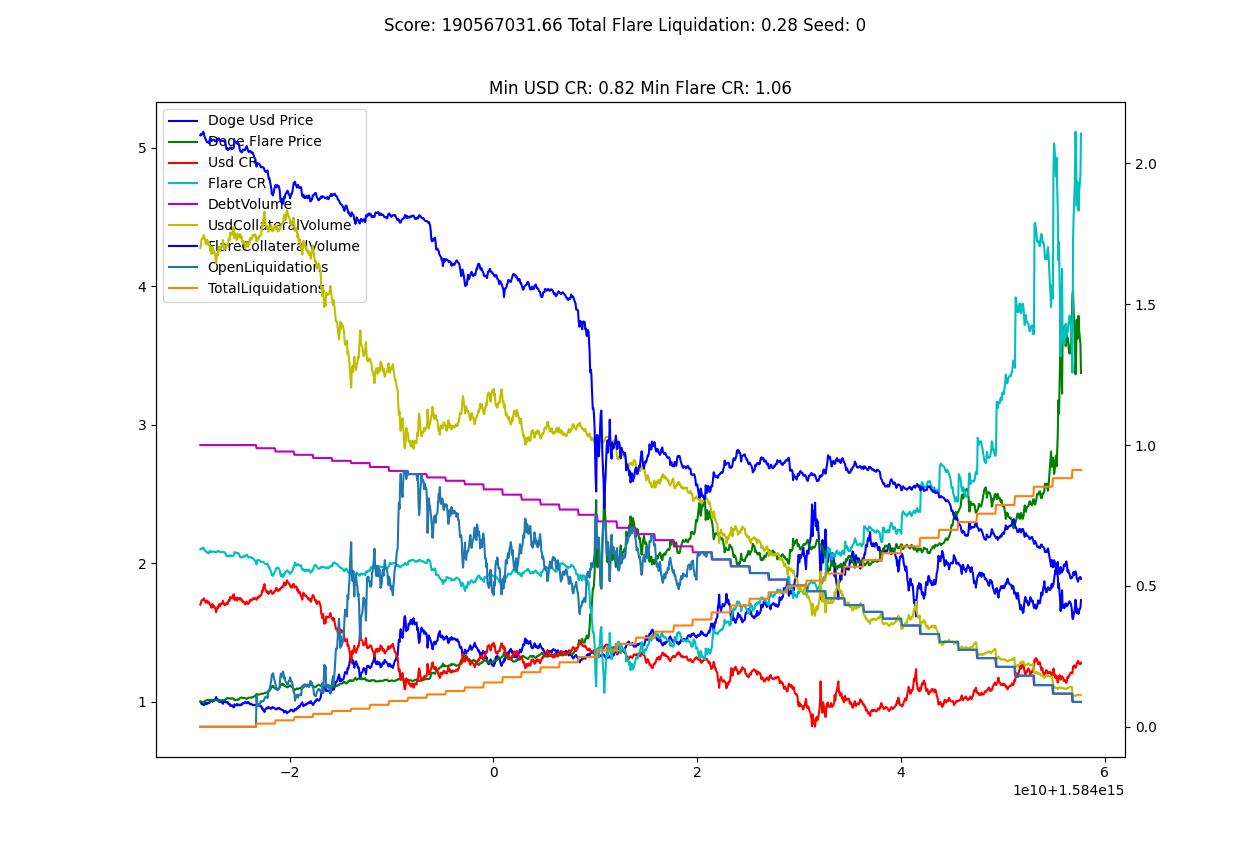 Score: 190567031.66 Total Flare Liquidation: 0.28 Seed: 0
Min USD CR: 0.82 Min Flare CR: 1.06
Doge Usd Price
Doge Flare Price
Usd CR
Flare CR
DebtVolume
UsdCollateralVolume
FlareCollateralVolume
OpenLiquidations
TotalLiquidations
5
4
3
2
1
2.0
1.5
1.0
0.5
0.0
−2
0
2
4
6
1e10+1.584e15